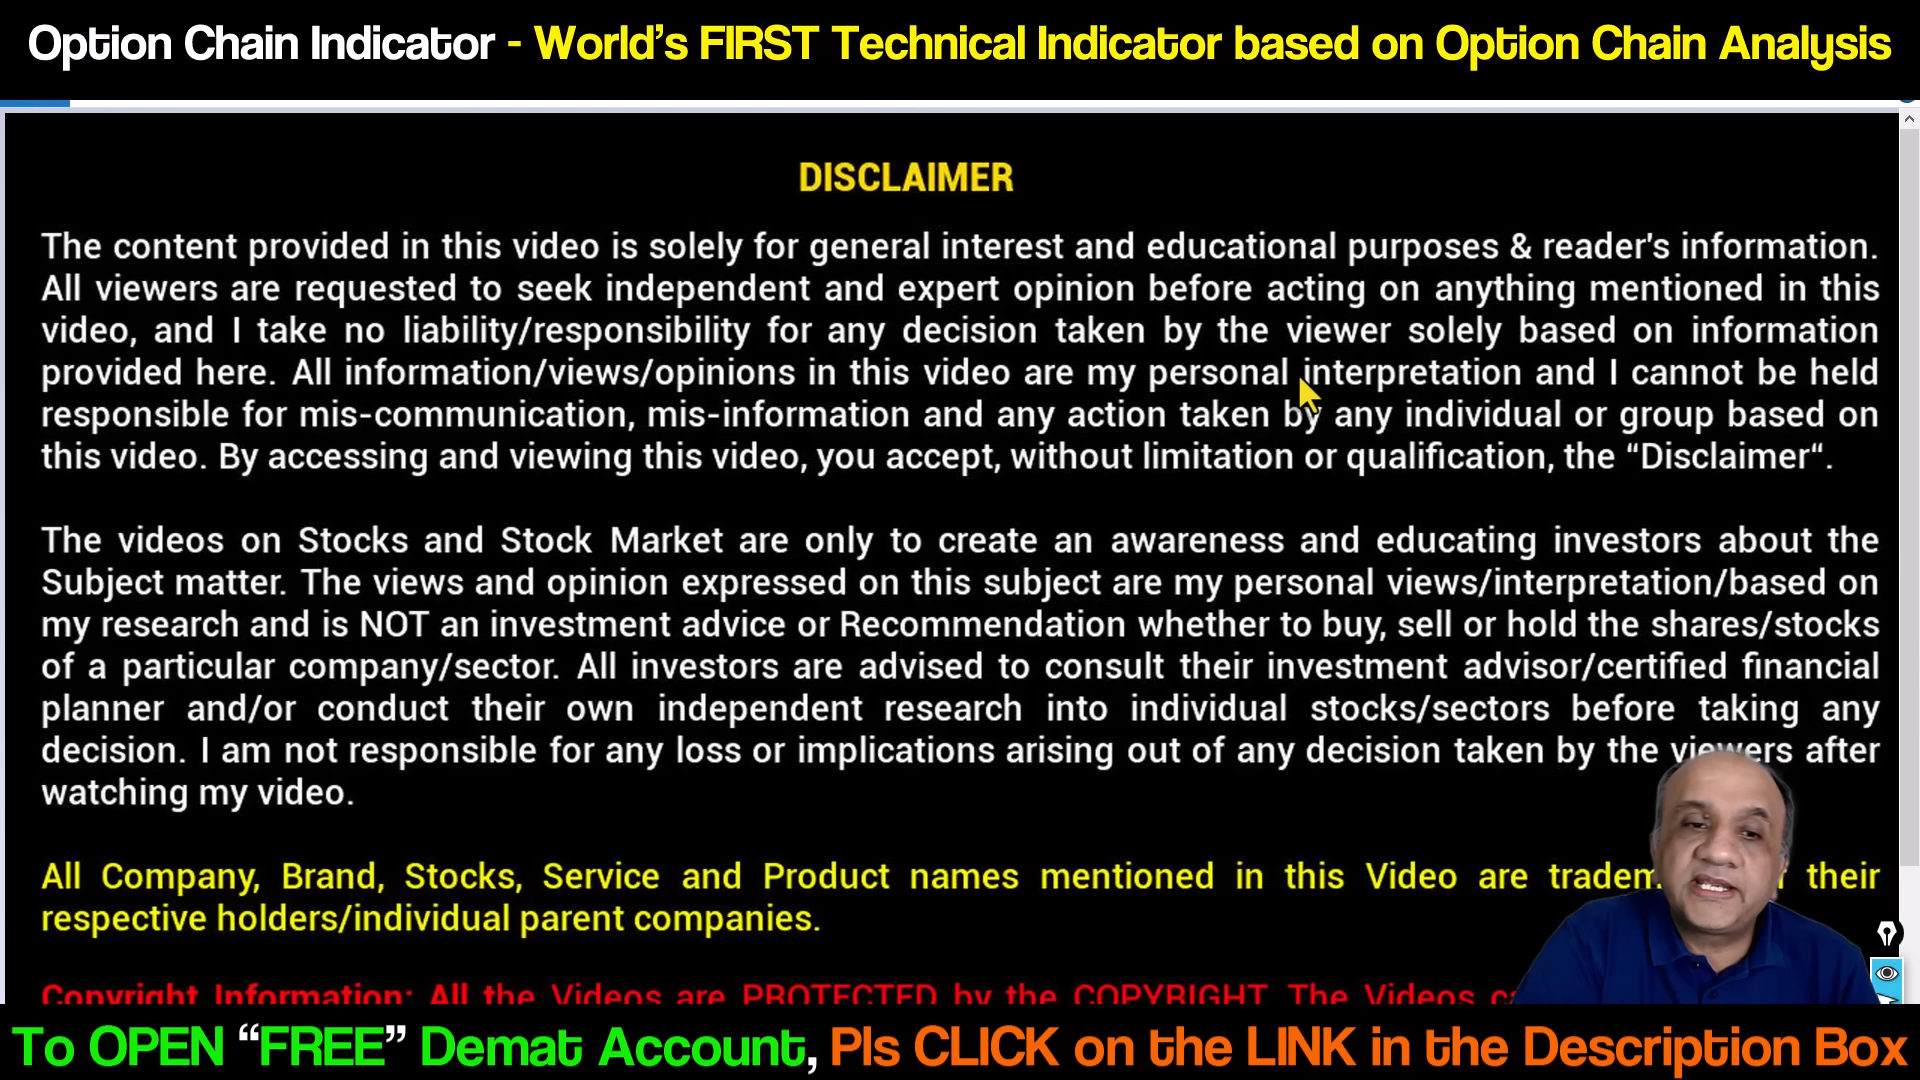 Option Chain Indicator - World's FIRST Technical Indicator based on Option Chain Analysis
DISCLAIMER
The content provided in this video is solely for general interest and educational purposes & reader's information.
All viewers are requested to seek independent and expert opinion before acting on anything mentioned in this
video, and I take no liability/responsibility for any decision taken by the viewer solely based on information
provided here. All information/views/opinions in this video are my personal interpretation and I cannot be held
responsible for mis-communication, mis-information and any action taken by any individual or group based on
this video. By accessing and viewing this video, you accept, without limitation or qualification, the “Disclaimer“.
The videos on Stocks and Stock Market are only to create an awareness and educating investors about the
Subject matter. The views and opinion expressed on this subject are my personal views/interpretation/based on
my research and is NOT an investment advice or Recommendation whether to buy, sell or hold the shares/stocks
of a particular company/sector. All investors are advised to consult their investment advisor/certified financial
planner and/or conduct their own independent research into individual stocks/sectors before taking any
decision. I am not responsible for any loss or implications arising out of any decision taken by the viewers after
watching my video.
All Company, Brand, Stocks, Service and Product names mentioned in this Video are their
respective holders/individual parent companies.
Copyright Information: All the Videos are PROTECTED by the COPYRIGHT. The Videos
To OPEN “FREE” Demat Account, Pls CLICK on the LINK in the Description Box